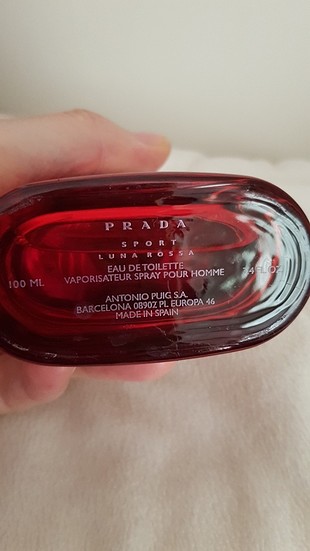 PRADA
SPORT
LUNA ROSSA
EAU DE TOILETTE
100 ML VAPORISATEUR SPRAY POUR HOMME 3.4 FL.OZ.
ANTONIO PUIG S.A.
BARCELONA 08902 PL EUROPA 46
MADE IN SPAIN